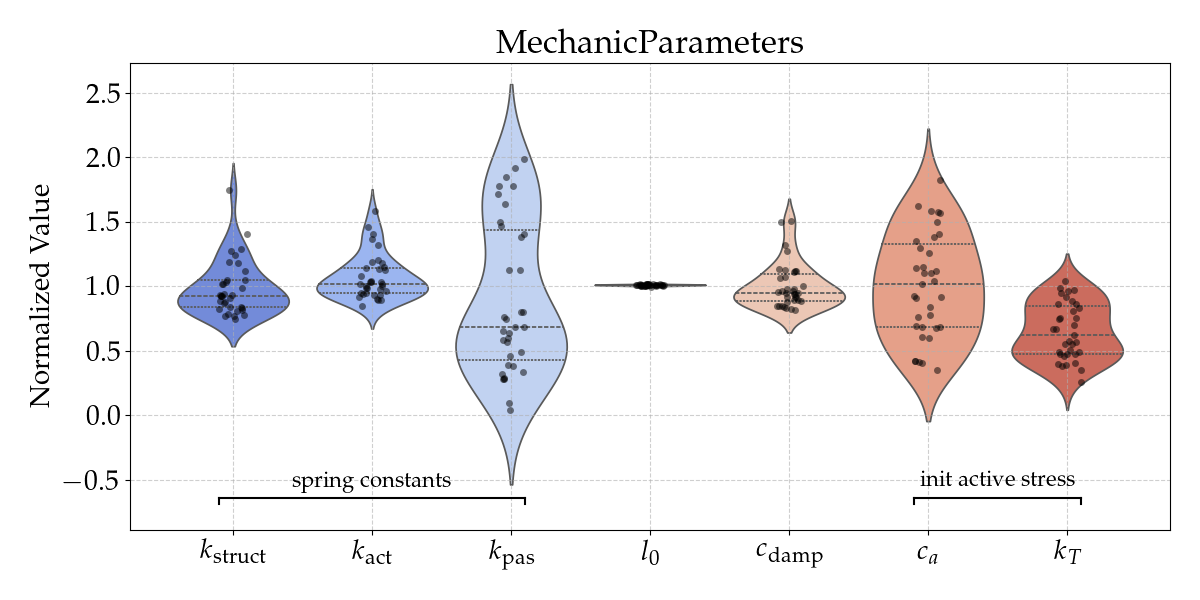 MechanicParameters
Normalized Value
2.5
2.0
1.5
1.0
0.5
0.0
−0.5
spring constants
init active stress
k_struct
k_act
k_pas
l_0
c_damp
c_a
k_T